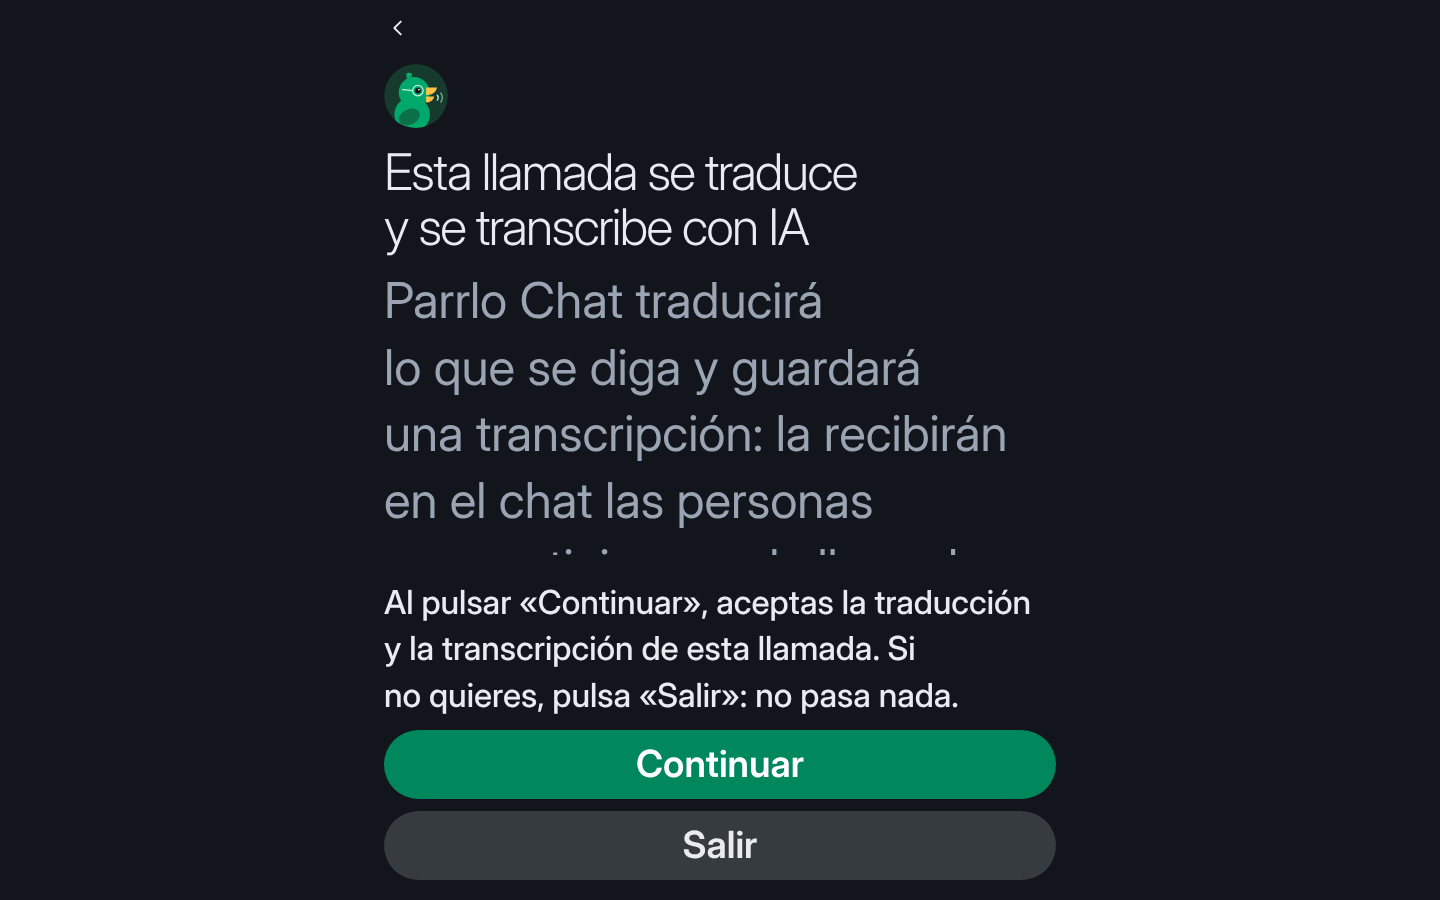 Esta llamada se traduce
y se transcribe con IA
Parrlo Chat traducirá
lo que se diga y guardará
una transcripción: la recibirán
en el chat las personas
Al pulsar «Continuar», aceptas la traducción
y la transcripción de esta llamada. Si
no quieres, pulsa «Salir»: no pasa nada.
Continuar
Salir